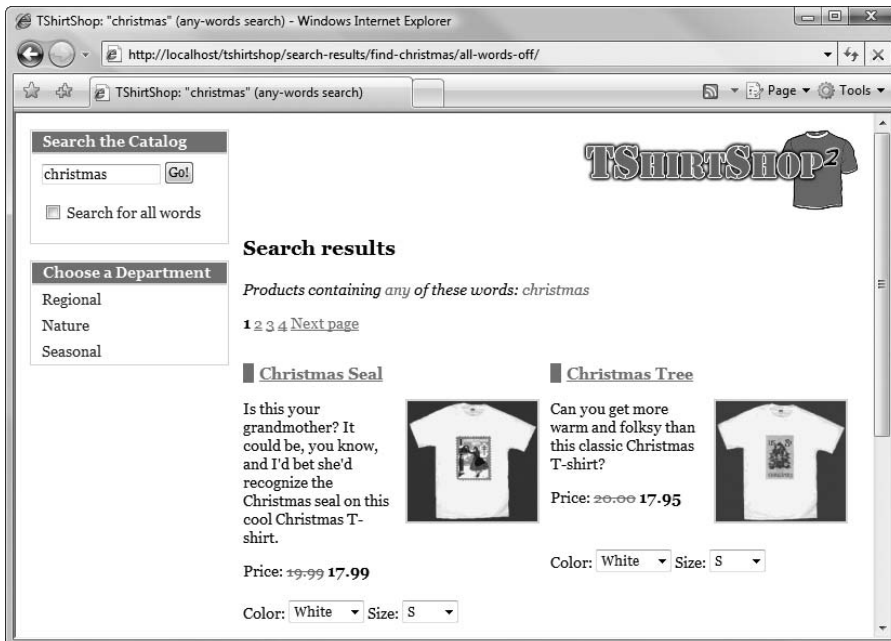 TShirtShop: "christmas" (any-words search) - Windows Internet Explorer
http://localhost/tshirtshop/search-results/find-christmas/all-words-off/
TShirtShop: "christmas" (any-words search)
Page
Tools
Search the Catalog
christmas Go!
Search for all words
Choose a Department
Regional
Nature
Seasonal
TShirtShop²
Search results
Products containing any of these words: christmas
1 2 3 4 Next page
Christmas Seal
Is this your
grandmother? It
could be, you know,
and I'd bet she'd
recognize the
Christmas seal on this
cool Christmas T-
shirt.
Price: 19.99 17.99
Color: White Size: S
Christmas Tree
Can you get more
warm and folksy than
this classic Christmas
T-shirt?
Price: 20.00 17.95
Color: White Size: S